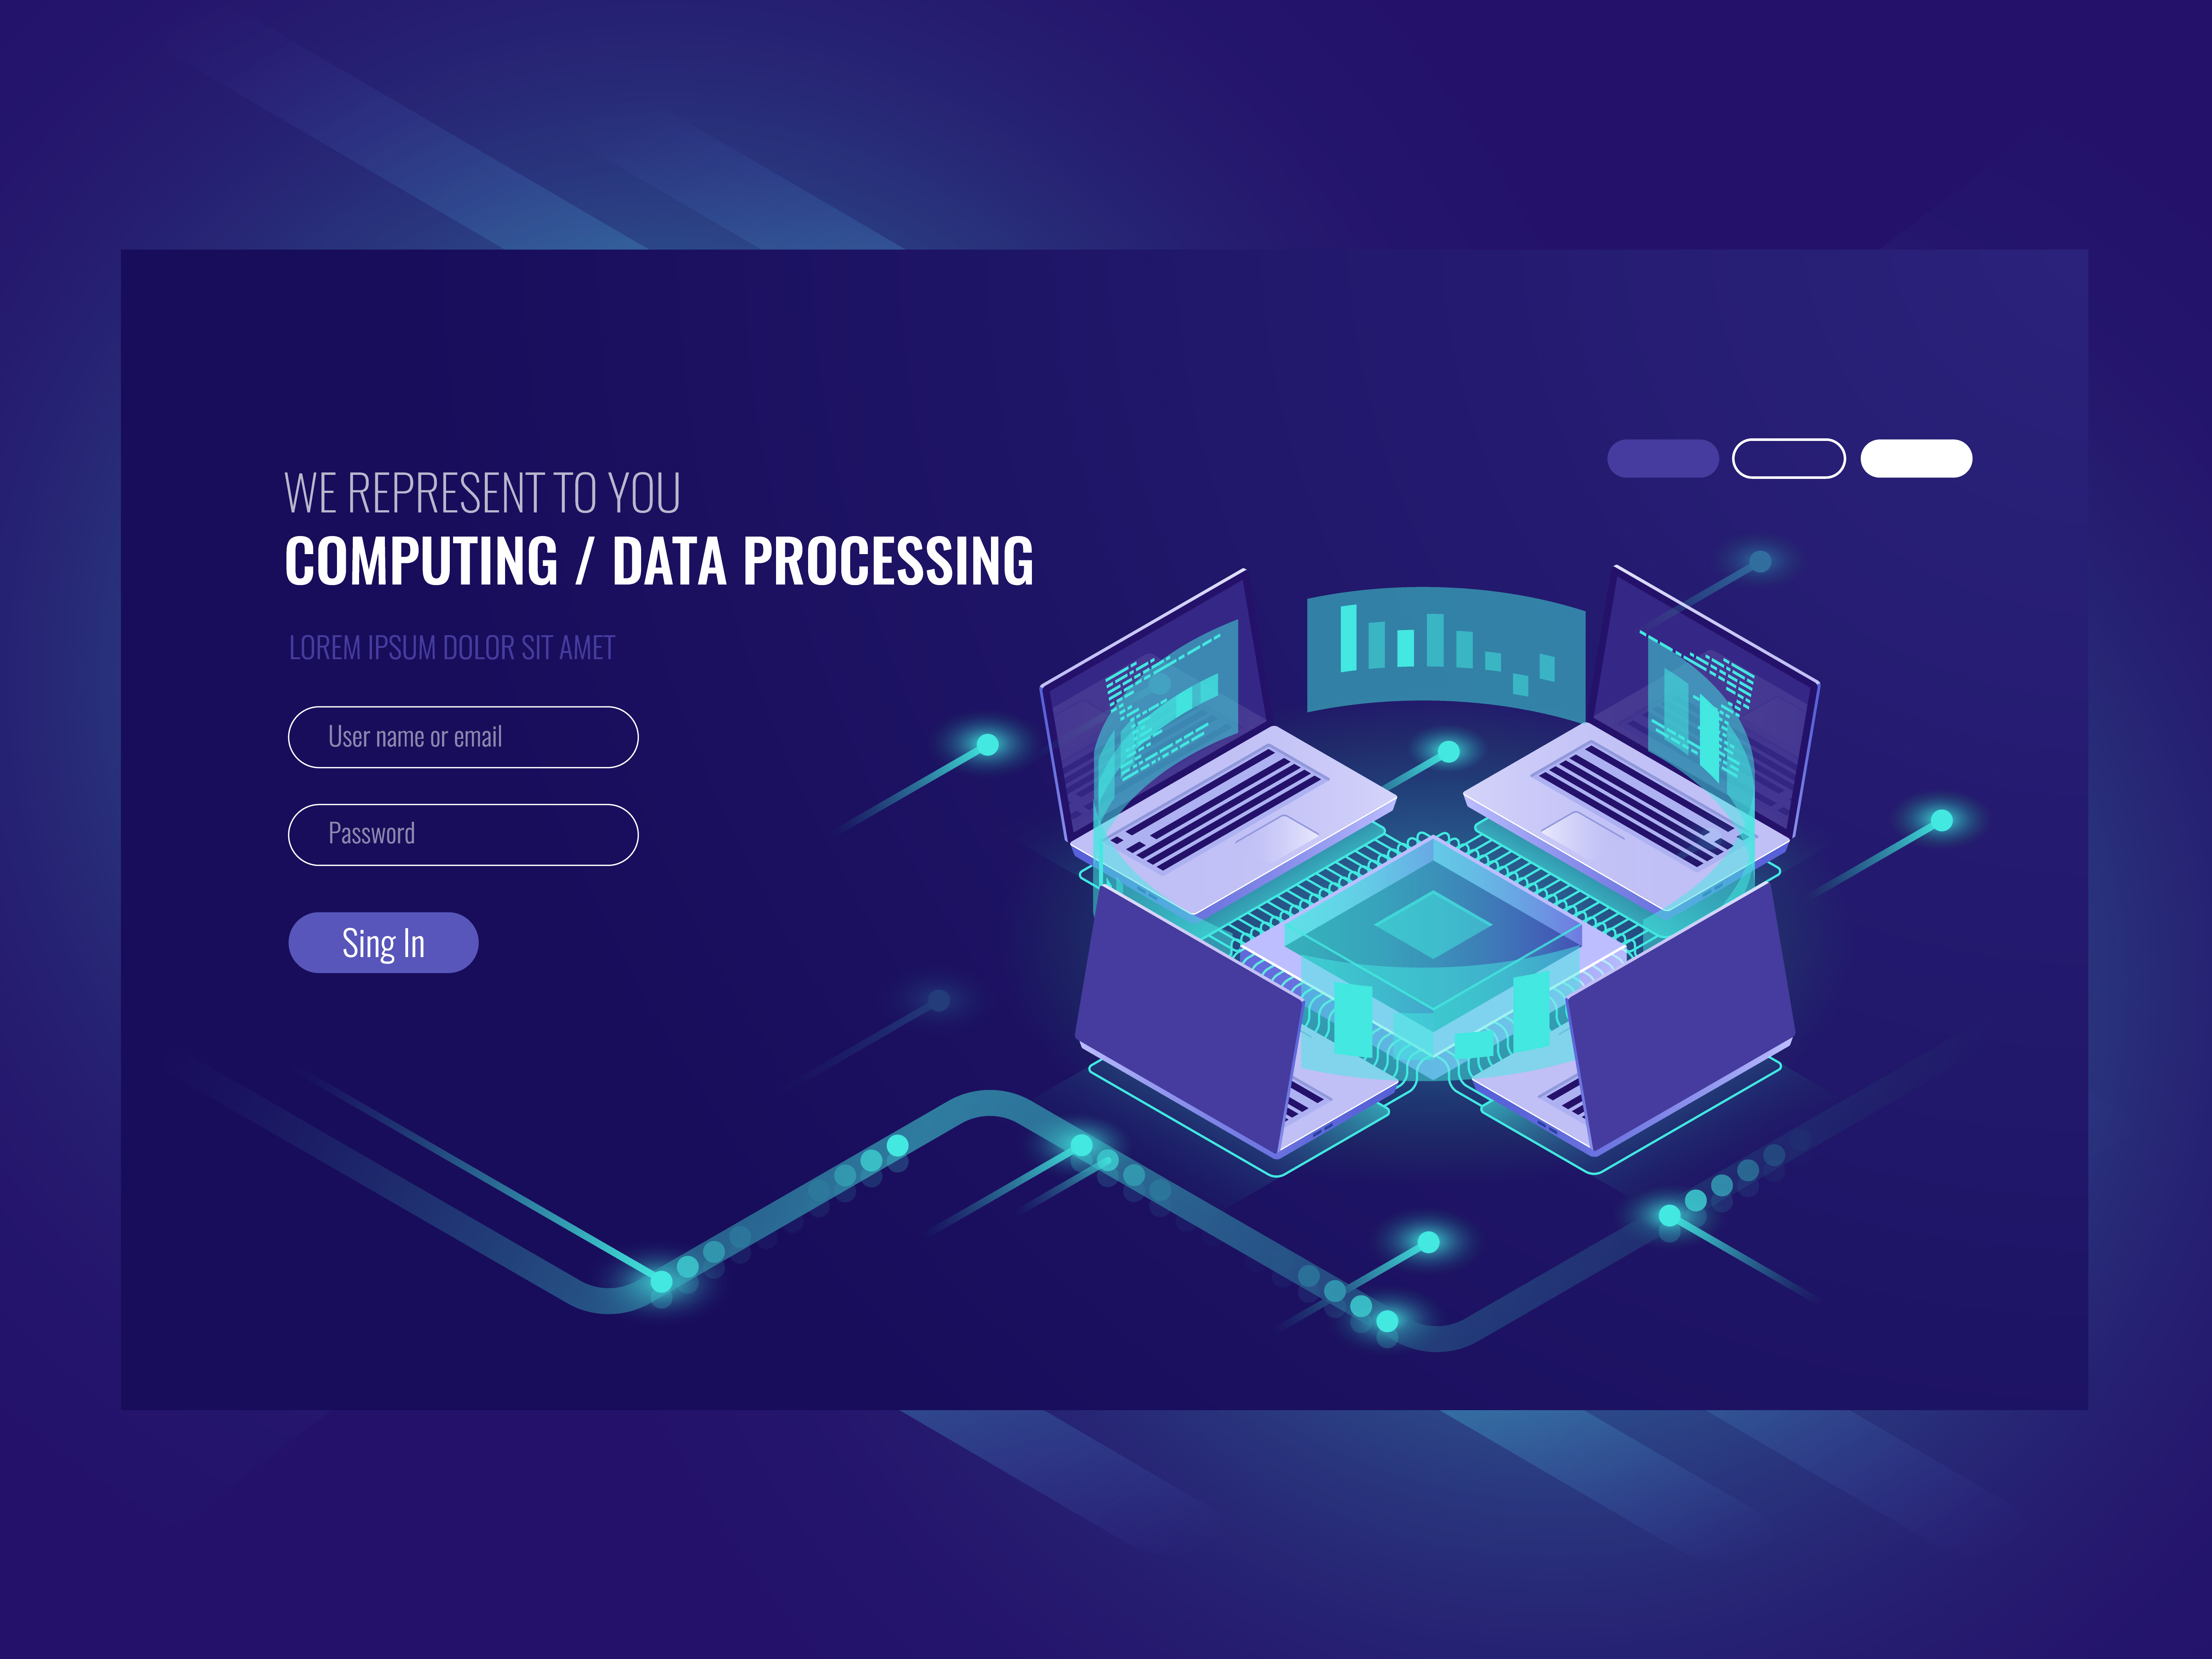 WE REPRESENT TO YOU
COMPUTING / DATA PROCESSING
LOREM IPSUM DOLOR SIT AMET
User name or email
Password
Sing In